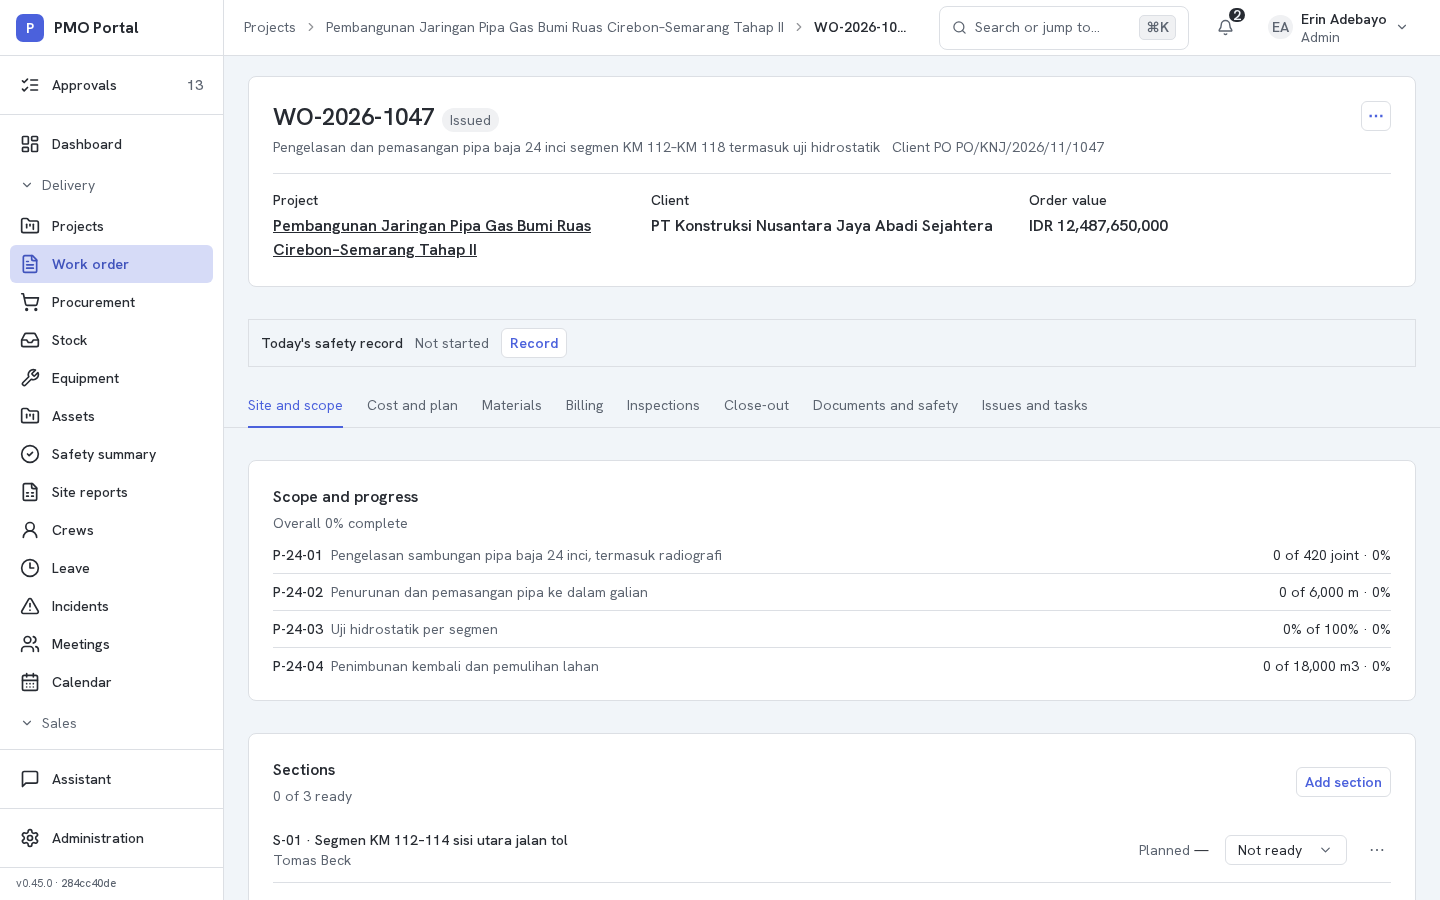 P PMO Portal
Projects
Pembangunan Jaringan Pipa Gas Bumi Ruas Cirebon–Semarang Tahap II
WO-2026-10...
Search or jump to...
⌘K
2
EA
Erin Adebayo
Admin
Approvals 13
Dashboard
Delivery
Projects
Work order
Procurement
Stock
Equipment
Assets
Safety summary
Site reports
Crews
Leave
Incidents
Meetings
Calendar
Sales
Assistant
Administration
v0.45.0 · 284cc40de
WO-2026-1047 Issued
Pengelasan dan pemasangan pipa baja 24 inci segmen KM 112–KM 118 termasuk uji hidrostatik Client PO PO/KNJ/2026/11/1047
Project
Pembangunan Jaringan Pipa Gas Bumi Ruas
Cirebon–Semarang Tahap II
Client
PT Konstruksi Nusantara Jaya Abadi Sejahtera
Order value
IDR 12,487,650,000
Today's safety record Not started Record
Site and scope Cost and plan Materials Billing Inspections Close-out Documents and safety Issues and tasks
Scope and progress
Overall 0% complete
P-24-01 Pengelasan sambungan pipa baja 24 inci, termasuk radiografi 0 of 420 joint · 0%
P-24-02 Penurunan dan pemasangan pipa ke dalam galian 0 of 6,000 m · 0%
P-24-03 Uji hidrostatik per segmen 0% of 100% · 0%
P-24-04 Penimbunan kembali dan pemulihan lahan 0 of 18,000 m3 · 0%
Sections
0 of 3 ready
Add section
S-01 · Segmen KM 112–114 sisi utara jalan tol
Tomas Beck
Planned — Not ready